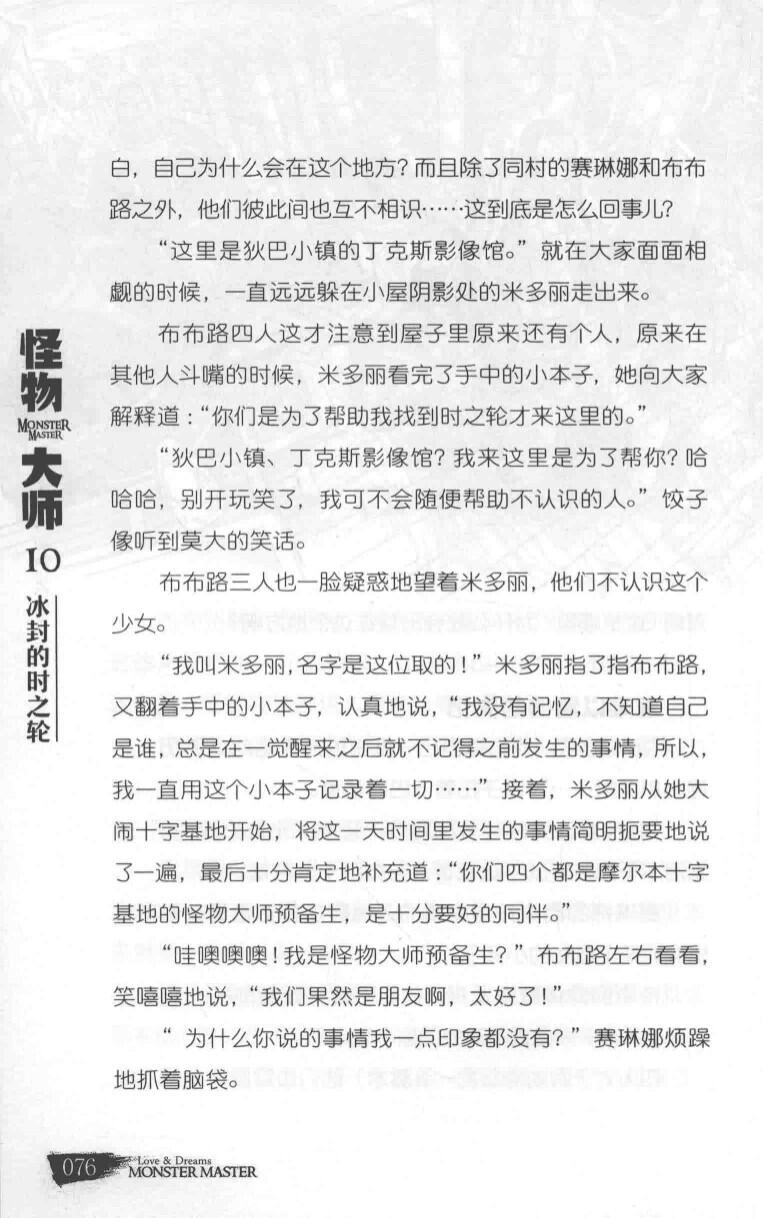 白，自己为什么会在这个地方？而且除了同村的赛琳娜和布布
路之外，他们彼此间也互不相识……这到底是怎么回事儿？
“这里是狄巴小镇的丁克斯影像馆。”就在大家面面相
觑的时候，一直远远躲在小屋阴影处的米多丽走出来。
布布路四人这才注意到屋子里原来还有个人，原来在
其他人斗嘴的时候，米多丽看完了手中的小本子，她向大家
解释道：“你们是为了帮助我找到时之轮才来这里的。”
“狄巴小镇、丁克斯影像馆？我来这里是为了帮你？哈
哈哈，别开玩笑了，我可不会随便帮助不认识的人。”饺子
像听到莫大的笑话。
布布路三人也一脸疑惑地望着米多丽，他们不认识这个
少女。
“我叫米多丽，名字是这位取的！”米多丽指了指布布路，
又翻着手中的小本子，认真地说，“我没有记忆，不知道自己
是谁，总是在一觉醒来之后就不记得之前发生的事情，所以，
我一直用这个小本子记录着一切……”接着，米多丽从她大
闹十字基地开始，将这一天时间里发生的事情简明扼要地说
了一遍，最后十分肯定地补充道：“你们四个都是摩尔本十字
基地的怪物大师预备生，是十分要好的同伴。”
“哇噢噢噢！我是怪物大师预备生？”布布路左右看看，
笑嘻嘻地说，“我们果然是朋友啊，太好了！”
“ 为什么你说的事情我一点印象都没有？”赛琳娜烦躁
地抓着脑袋。
怪物
MONSTER
MASTER
大师
10
冰封的时之轮
076
Love & Dreams
MONSTER MASTER